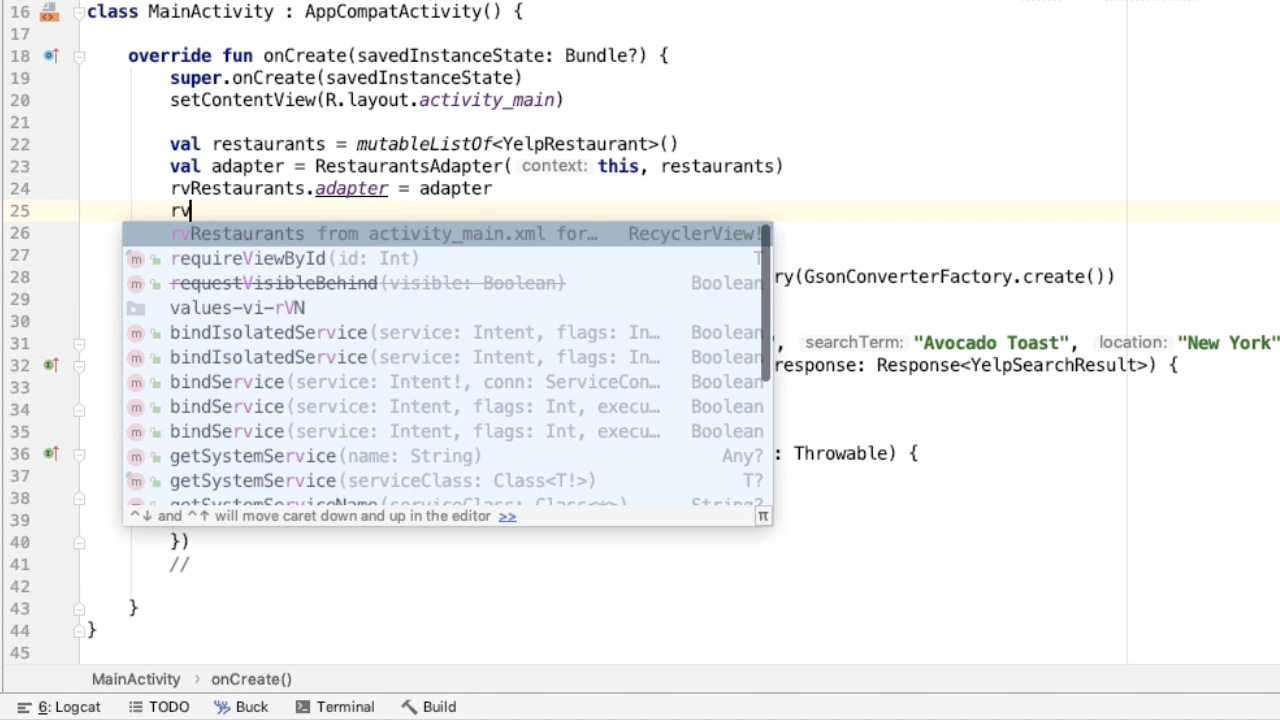 16 class MainActivity : AppCompatActivity() {
17
18 override fun onCreate(savedInstanceState: Bundle?) {
19 super.onCreate(savedInstanceState)
20 setContentView(R.layout.activity_main)
21
22 val restaurants = mutableListOf<YelpRestaurant>()
23 val adapter = RestaurantsAdapter( context: this, restaurants)
24 rvRestaurants.adapter = adapter
25 rv
26 rvRestaurants from activity_main.xml for… RecyclerView!
27 requireViewById(id: Int) T
28 requestVisibleBehind(visible: Boolean) Boolean ry(GsonConverterFactory.create())
29 values-vi-rVN
30 bindIsolatedService(service: Intent, flags: In… Boolean
31 ", searchTerm: "Avocado Toast", location: "New York"
bindIsolatedService(service: Intent, flags: In… Boolean
32 response: Response<YelpSearchResult>) {
33 bindService(service: Intent!, conn: ServiceCon… Boolean
34 bindService(service: Intent, flags: Int, execu… Boolean
35 bindService(service: Intent, flags: Int, execu… Boolean
36 getSystemService(name: String) Any? : Throwable) {
37 getSystemService(serviceClass: Class<T!>) T?
38 getSystemServiceName(serviceClass: Class<*>) String?
39 ^↓ and ^↑ will move caret down and up in the editor >> π
40 })
41 //
42
43 }
44 }
45
MainActivity › onCreate()
6: Logcat TODO Buck Terminal Build